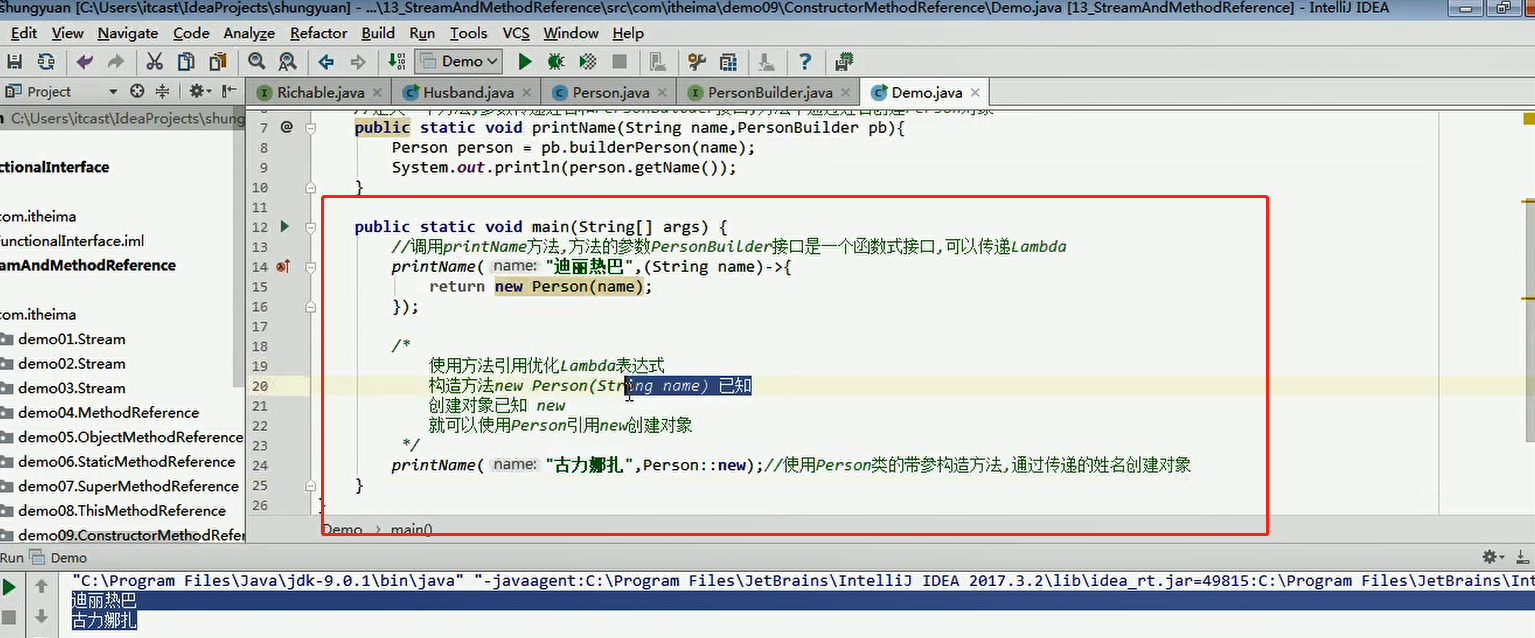 shungyuan [C:\Users\itcast\IdeaProjects\shungyuan] - ...\13_StreamAndMethodReference\src\com\itheima\demo09\ConstructorMethodReference\Demo.java [13_StreamAndMethodReference] - IntelliJ IDEA
Edit View Navigate Code Analyze Refactor Build Run Tools VCS Window Help
Demo
Project
Richable.java Husband.java Person.java PersonBuilder.java Demo.java
C:\Users\itcast\IdeaProjects\shung
7 public static void printName(String name,PersonBuilder pb){
8 Person person = pb.builderPerson(name);
9 System.out.println(person.getName());
10 }
11
12 public static void main(String[] args) {
13 //调用printName方法,方法的参数PersonBuilder接口是一个函数式接口,可以传递Lambda
14 printName( name: "迪丽热巴",(String name)->{
15 return new Person(name);
16 });
17
18 /*
19 使用方法引用优化Lambda表达式
20 构造方法new Person(String name) 已知
21 创建对象已知 new
22 就可以使用Person引用new创建对象
23 */
24 printName( name: "古力娜扎",Person::new);//使用Person类的带参构造方法,通过传递的姓名创建对象
25 }
26 }
Demo › main()
ctionalInterface
com.itheima
unctionalInterface.iml
amAndMethodReference
com.itheima
demo01.Stream
demo02.Stream
demo03.Stream
demo04.MethodReference
demo05.ObjectMethodReference
demo06.StaticMethodReference
demo07.SuperMethodReference
demo08.ThisMethodReference
demo09.ConstructorMethodRefer
Run Demo
"C:\Program Files\Java\jdk-9.0.1\bin\java" "-javaagent:C:\Program Files\JetBrains\IntelliJ IDEA 2017.3.2\lib\idea_rt.jar=49815:C:\Program Files\JetBrains\Int
迪丽热巴
古力娜扎